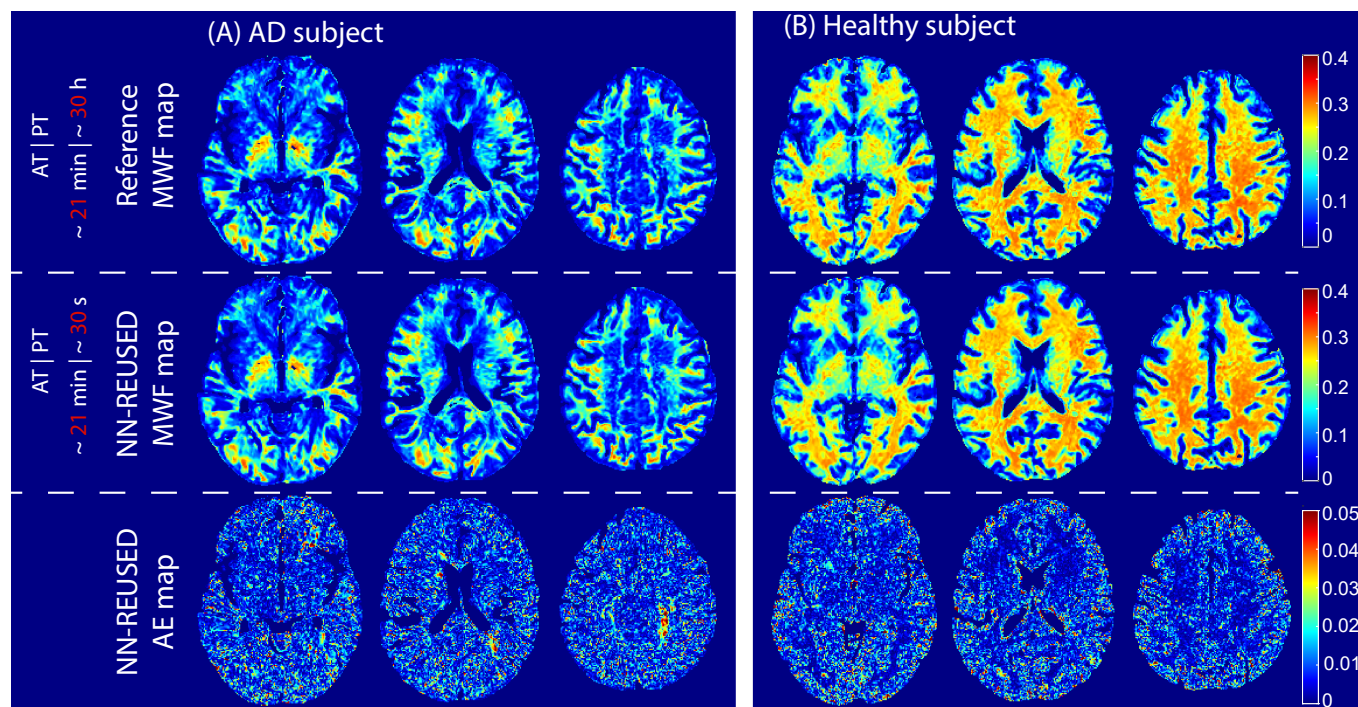 (A) AD subject
(B) Healthy subject
AT | PT
~ 21 min | ~ 30 h
Reference
MWF map
0.4
0.3
0.2
0.1
0
AT | PT
~ 21 min | ~ 30 s
NN-REUSED
MWF map
0.4
0.3
0.2
0.1
0
NN-REUSED
AE map
0.05
0.04
0.03
0.02
0.01
0